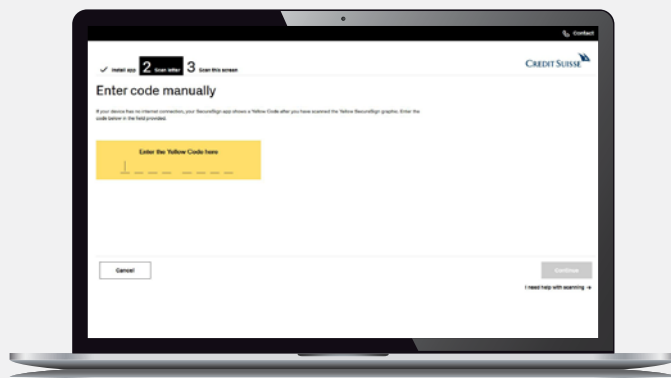 Contact
CREDIT SUISSE
✓ Install app 2 Scan letter 3 Scan this screen
Enter code manually
If your device has no internet connection, your SecureSign app shows a Yellow Code after you have scanned the Yellow SecureSign graphic. Enter the
code below in the field provided.
Enter the Yellow Code here
Cancel
Continue
I need help with scanning →